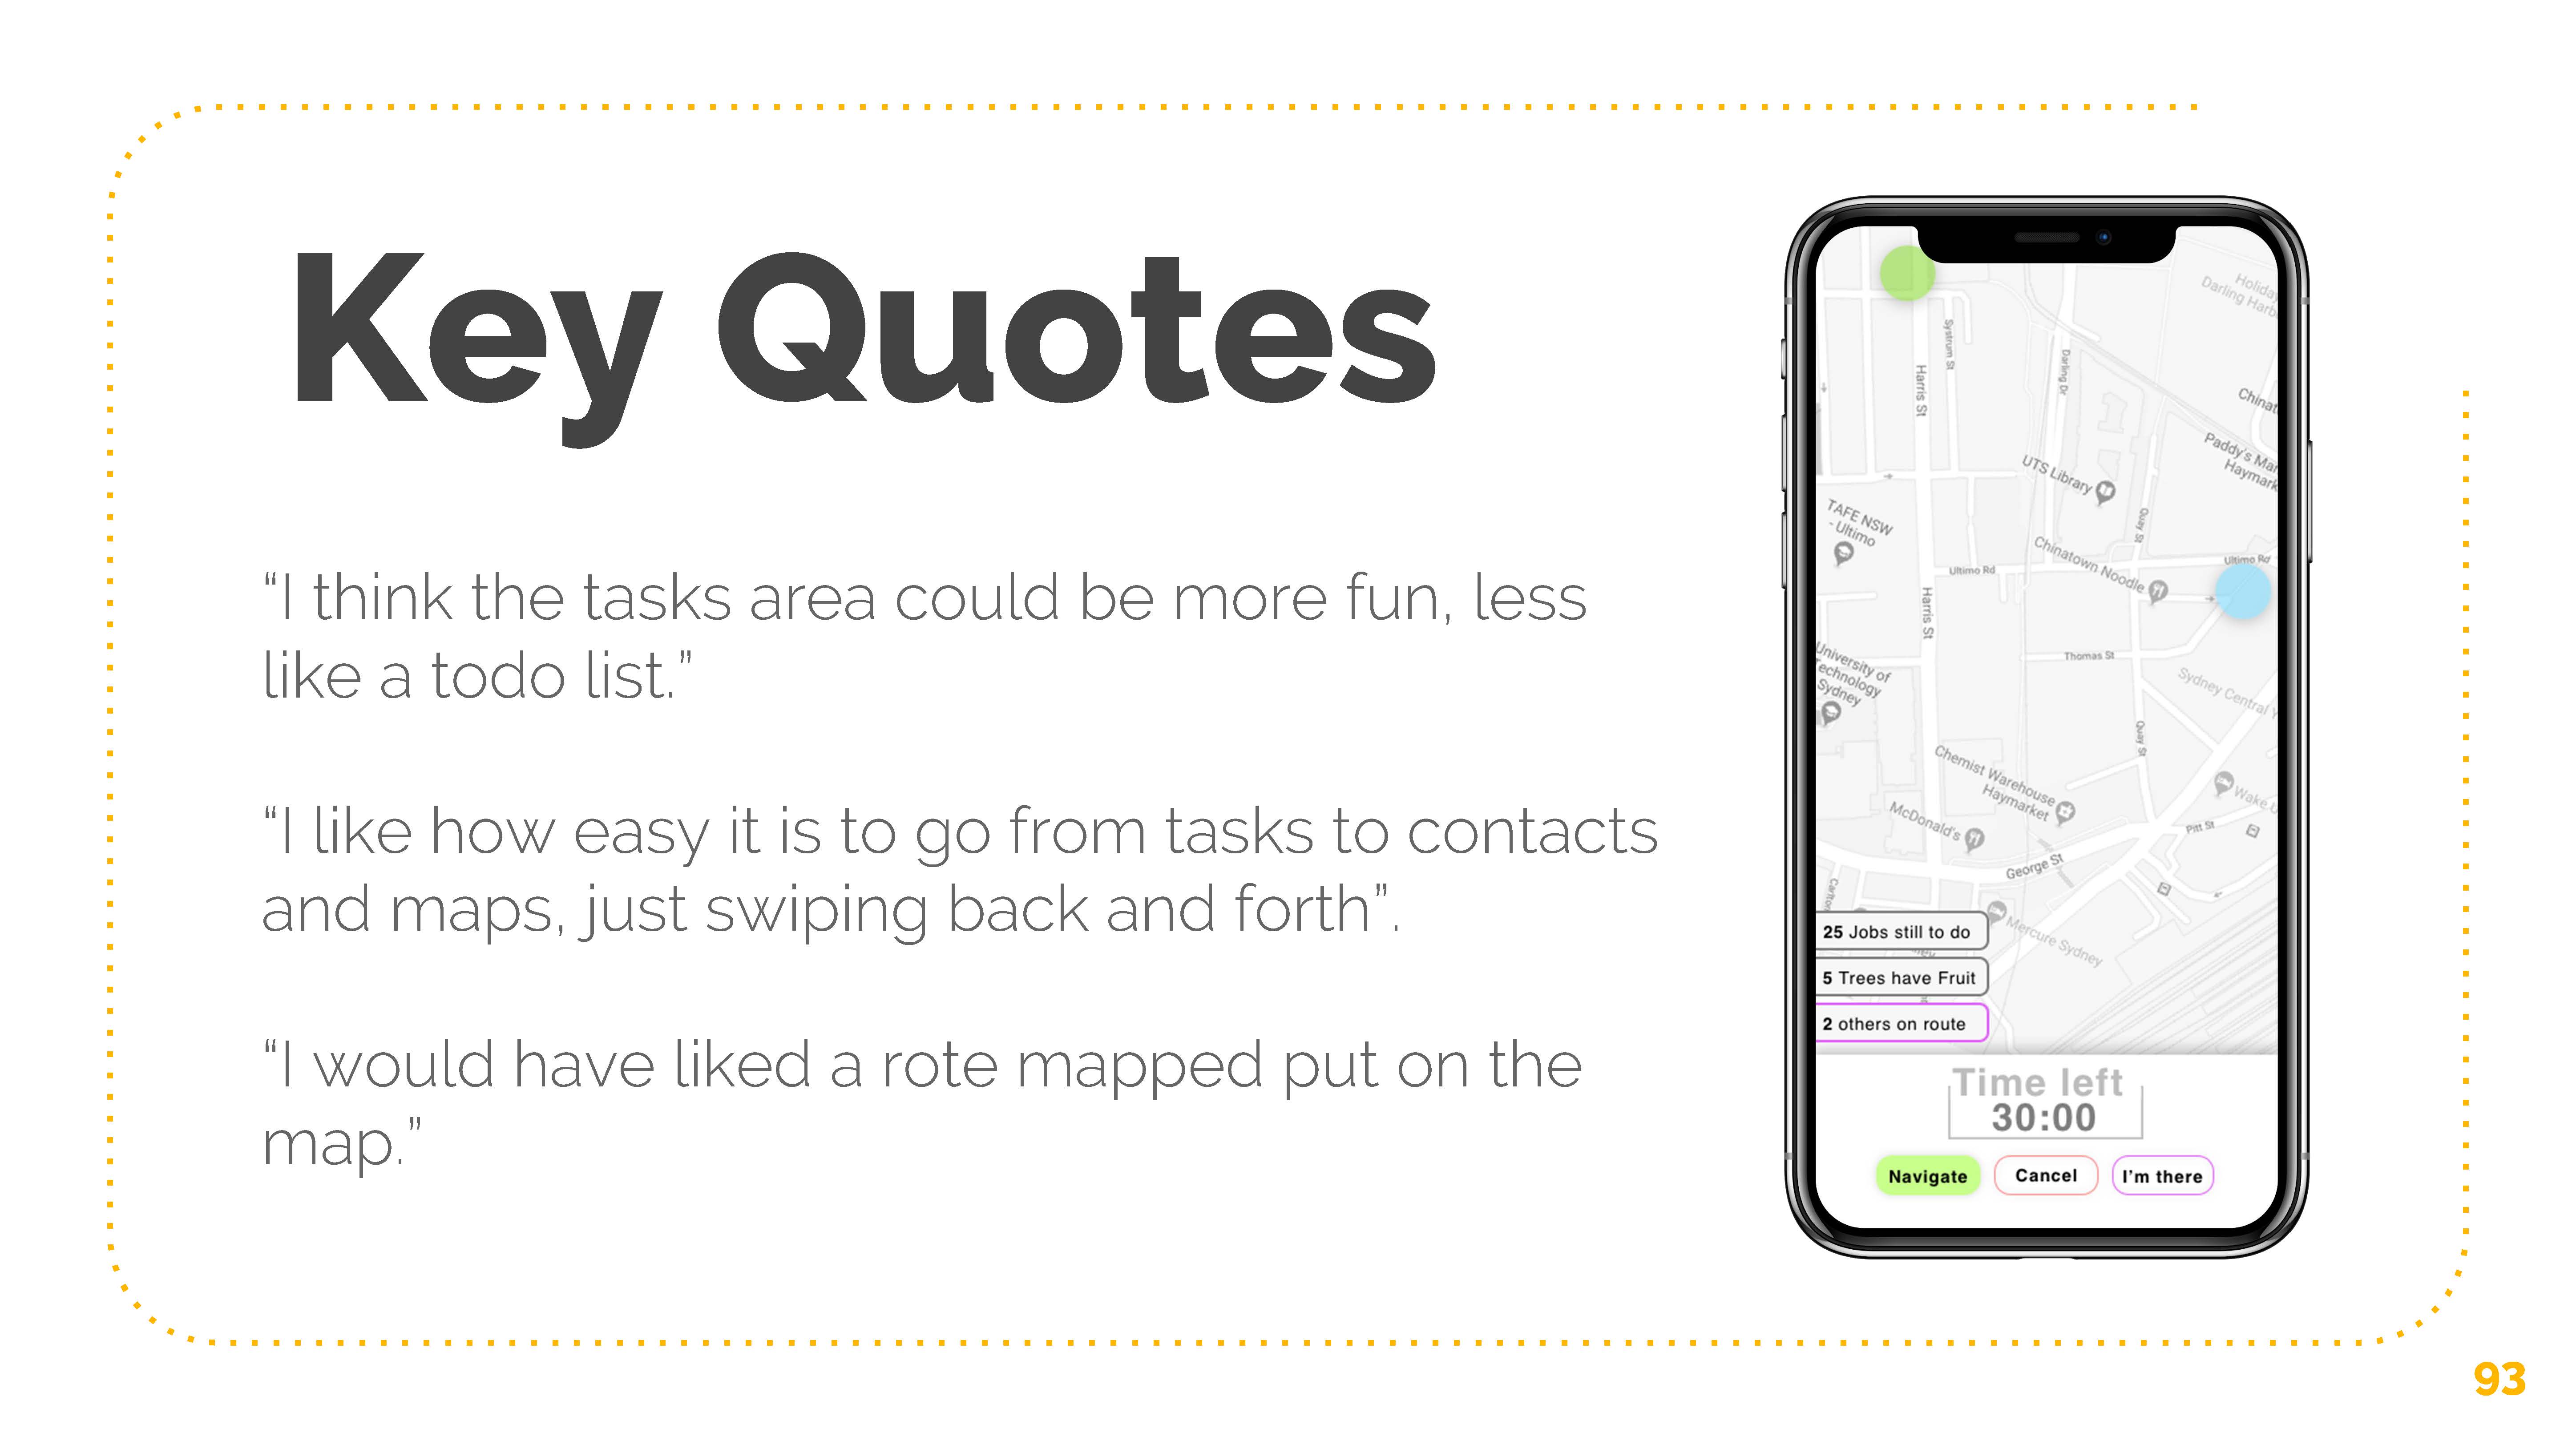 Key Quotes
“I think the tasks area could be more fun, less
like a todo list.”
“I like how easy it is to go from tasks to contacts
and maps, just swiping back and forth”.
“I would have liked a rote mapped put on the
map.”
Holiday
Darling Harb
Systrum St
Harris St
Darling Dr
Chinat
Paddy's Mar
Haymark
UTS Library
TAFE NSW
- Ultimo
Quay St
Chinatown Noodle
Ultimo Rd
Ultimo Rd
Harris St
Thomas St
University of
echnology
Sydney
Sydney Central Y
Quay St
Chemist Warehouse
Haymarket
Wake U
McDonald's
Pitt St
George St
Carlton
Mercure Sydney
25 Jobs still to do
5 Trees have Fruit
2 others on route
Time left
30:00
Navigate
Cancel
I'm there
93